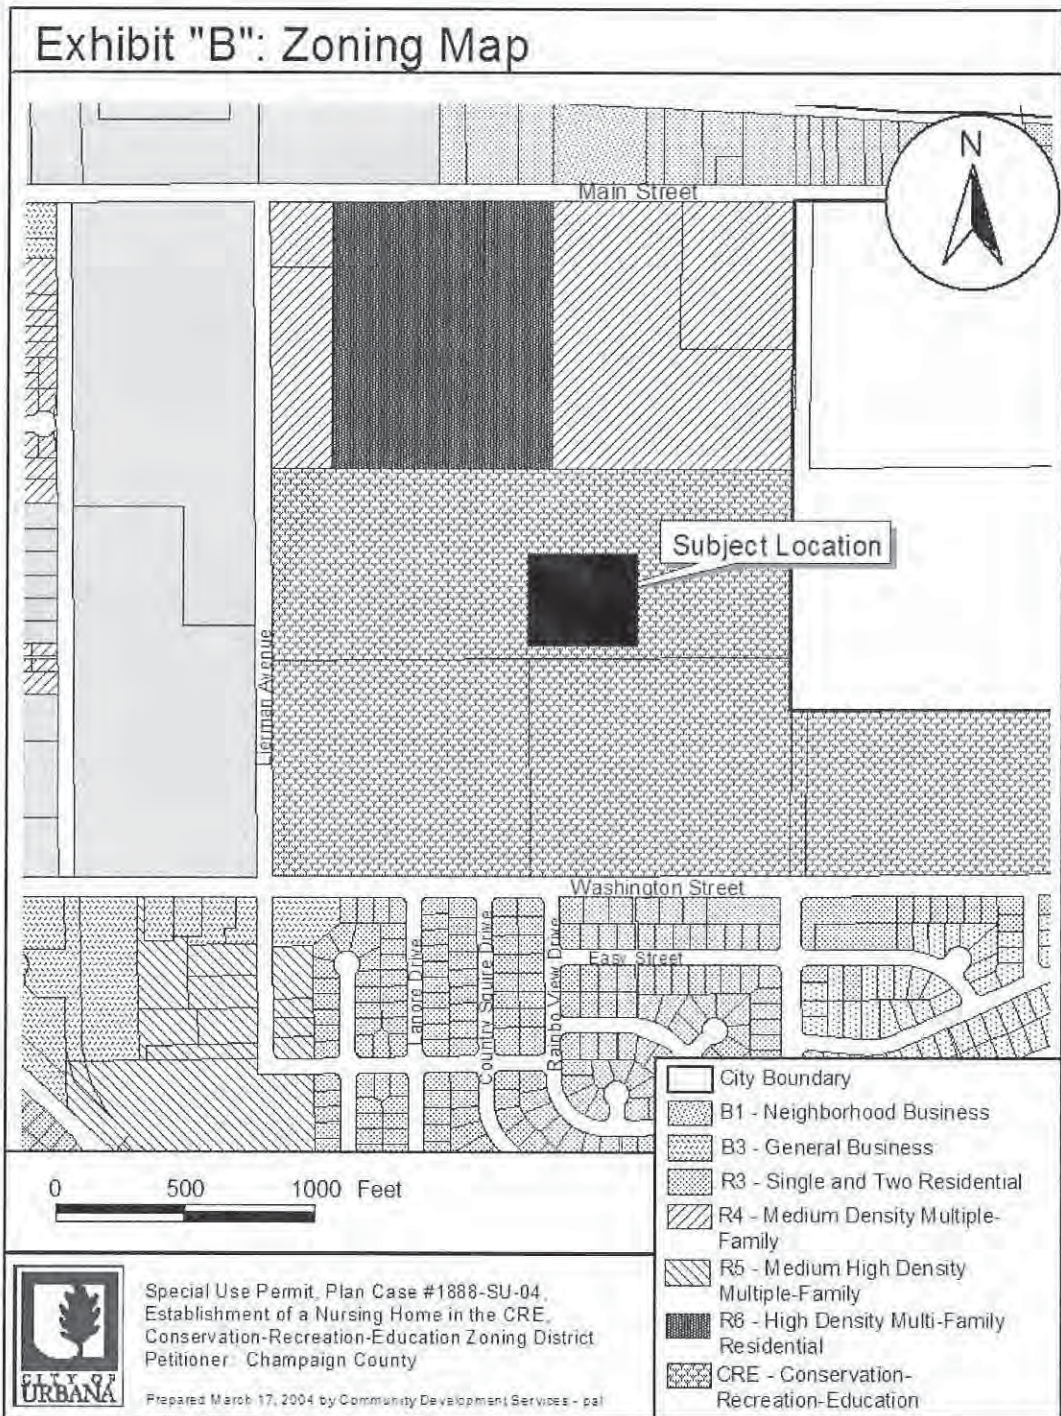 Exhibit "B": Zoning Map
N
Main Street
Subject Location
Lierman Avenue
Washington Street
Lanore Drive
Country Squire Drive
Rainbo View Drive
Easy Street
City Boundary
B1 - Neighborhood Business
B3 - General Business
R3 - Single and Two Residential
R4 - Medium Density Multiple-
Family
R5 - Medium High Density
Multiple-Family
R6 - High Density Multi-Family
Residential
CRE - Conservation-
Recreation-Education
0 500 1000 Feet
CITY OF
URBANA
Special Use Permit, Plan Case #1888-SU-04,
Establishment of a Nursing Home in the CRE,
Conservation-Recreation-Education Zoning District
Petitioner: Champaign County
Prepared March 17, 2004 by Community Development Services - pal